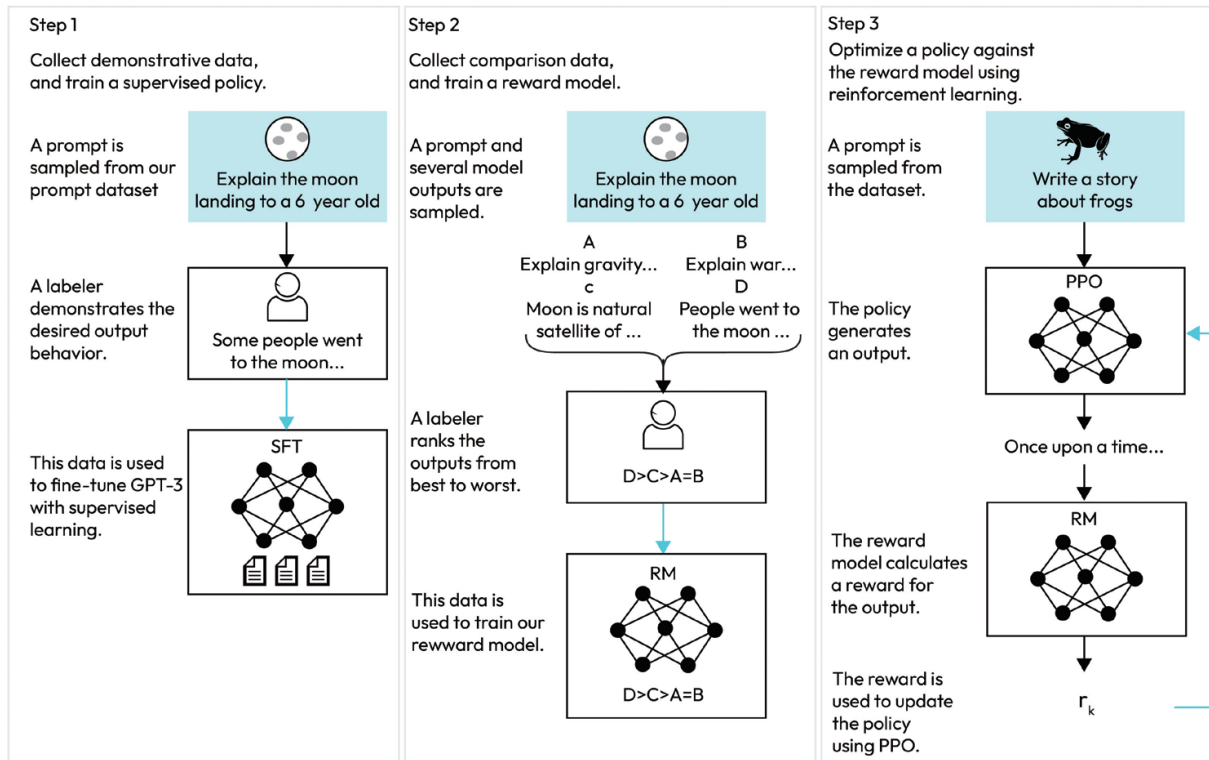 Step 1
Collect demonstrative data,
and train a supervised policy.
A prompt is
sampled from our
prompt dataset
Explain the moon
landing to a 6 year old
A labeler
demonstrates the
desired output
behavior.
Some people went
to the moon...
This data is used
to fine-tune GPT-3
with supervised
learning.
SFT
Step 2
Collect comparison data,
and train a reward model.
A prompt and
several model
outputs are
sampled.
Explain the moon
landing to a 6 year old
A
Explain gravity...
B
Explain war...
c
Moon is natural
satellite of ...
D
People went to
the moon ...
A labeler
ranks the
outputs from
best to worst.
D>C>A=B
This data is
used to train our
rewward model.
RM
D>C>A=B
Step 3
Optimize a policy against
the reward model using
reinforcement learning.
A prompt is
sampled from
the dataset.
Write a story
about frogs
The policy
generates
an output.
PPO
Once upon a time...
The reward
model calculates
a reward for
the output.
RM
The reward is
used to update
the policy
using PPO.
rk